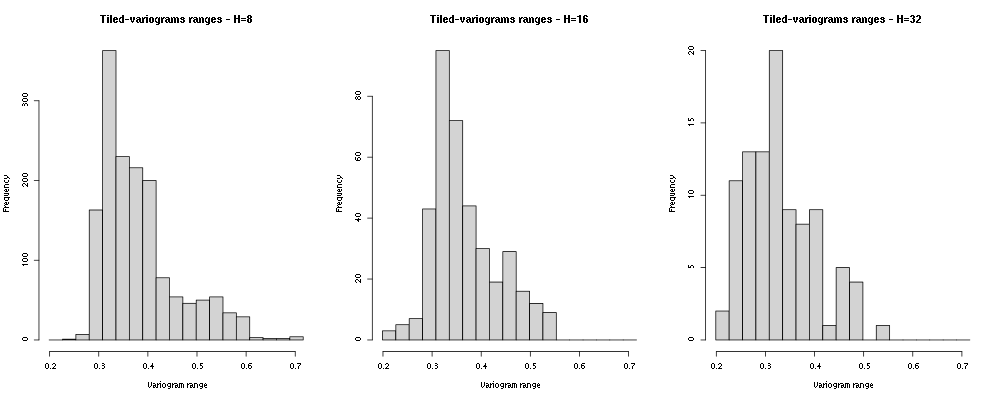 Tiled-variograms ranges - H=8
Frequency
0
100
200
300
0.2 0.3 0.4 0.5 0.6 0.7
Variogram range
Tiled-variograms ranges - H=16
Frequency
0
20
40
60
80
0.2 0.3 0.4 0.5 0.6 0.7
Variogram range
Tiled-variograms ranges - H=32
Frequency
0
5
10
15
20
0.2 0.3 0.4 0.5 0.6 0.7
Variogram range